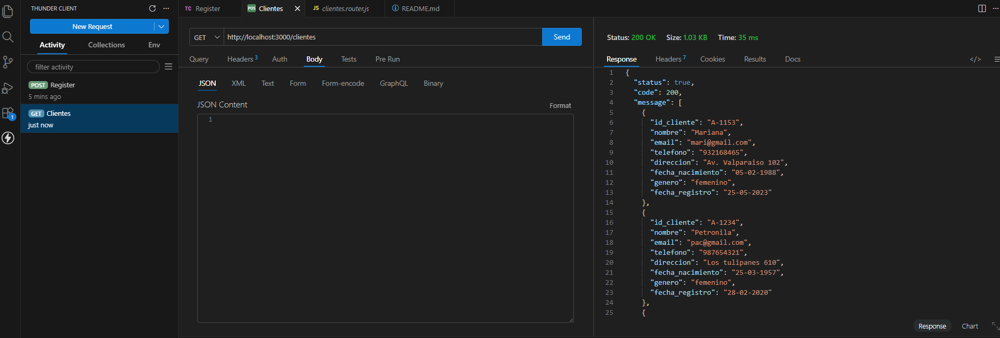 THUNDER CLIENT
New Request
Activity Collections Env
filter activity
POST Register
5 mins ago
GET Clientes
just now
1
TC Register
POS Clientes
JS clientes.router.js
README.md
GET http://localhost:3000/clientes Send
Query Headers 3 Auth Body Tests Pre Run
JSON XML Text Form Form-encode GraphQL Binary
JSON Content Format
1
Status: 200 OK Size: 1.03 KB Time: 35 ms
Response Headers 7 Cookies Results Docs </>
1 {
2 "status": true,
3 "code": 200,
4 "message": [
5 {
6 "id_cliente": "A-1153",
7 "nombre": "Mariana",
8 "email": "mari@gmail.com",
9 "telefono": "932168465",
10 "direccion": "Av. Valparaiso 102",
11 "fecha_nacimiento": "05-02-1988",
12 "genero": "femenino",
13 "fecha_registro": "25-05-2023"
14 },
15 {
16 "id_cliente": "A-1234",
17 "nombre": "Petronila",
18 "email": "pac@gmail.com",
19 "telefono": "987654321",
20 "direccion": "Los tulipanes 610",
21 "fecha_nacimiento": "25-03-1957",
22 "genero": "femenino",
23 "fecha_registro": "28-02-2020"
24 },
25 {
Response Chart